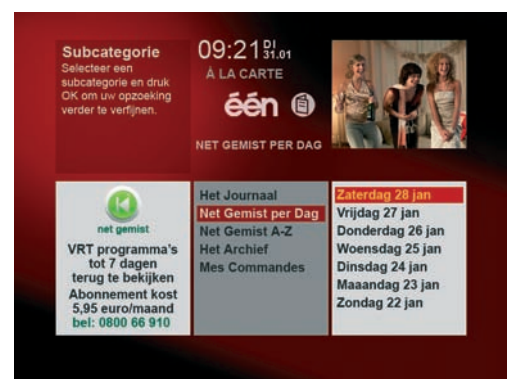 Subcategorie
Selecteer een
subcategorie en druk
OK om uw opzoeking
verder te verfijnen.
09:21 DI 31.01
À LA CARTE
één
NET GEMIST PER DAG
net gemist
VRT programma's
tot 7 dagen
terug te bekijken
Abonnement kost
5,95 euro/maand
bel: 0800 66 910
Het Journaal
Net Gemist per Dag
Net Gemist A-Z
Het Archief
Mes Commandes
Zaterdag 28 jan
Vrijdag 27 jan
Donderdag 26 jan
Woensdag 25 jan
Dinsdag 24 jan
Maaandag 23 jan
Zondag 22 jan